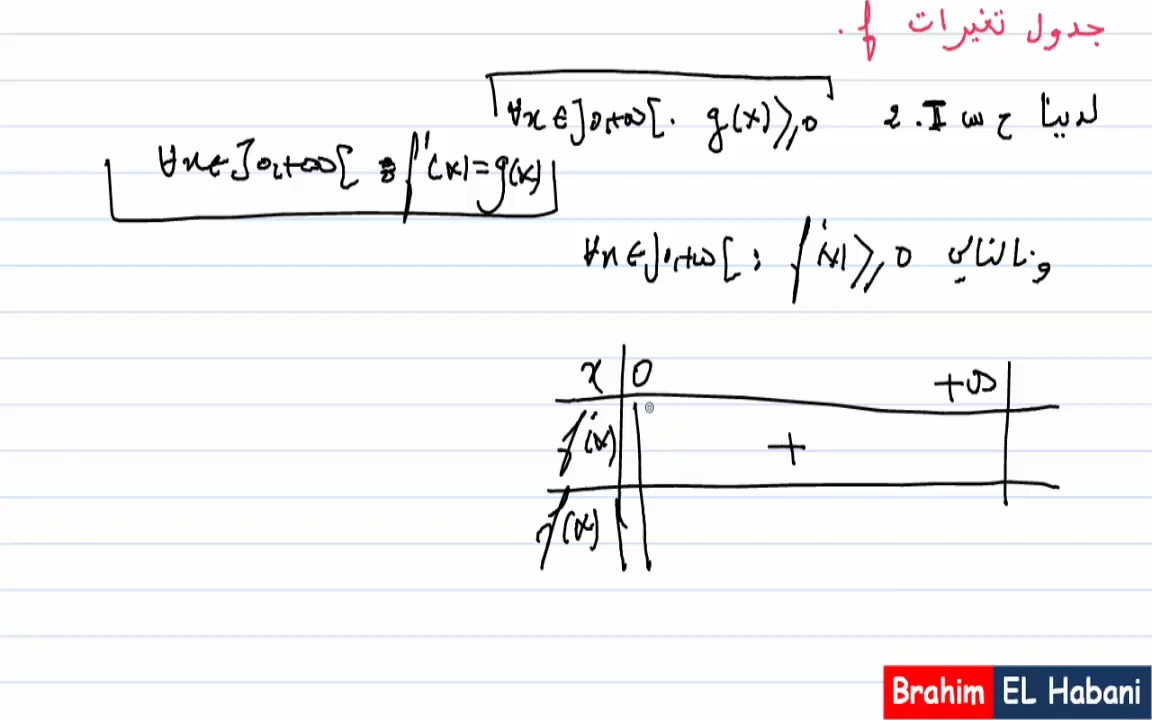 جدول تغيرات f.
لدينا ح س I.2 ∀x∈]0,+∞[. g(x)≥0
∀x∈]0,+∞[ : f'(x)=g(x)
وبالتالي ∀x∈]0,+∞[ ; f'(x)≥0
x 0 +∞
f'(x) +
f(x)
Brahim EL Habani